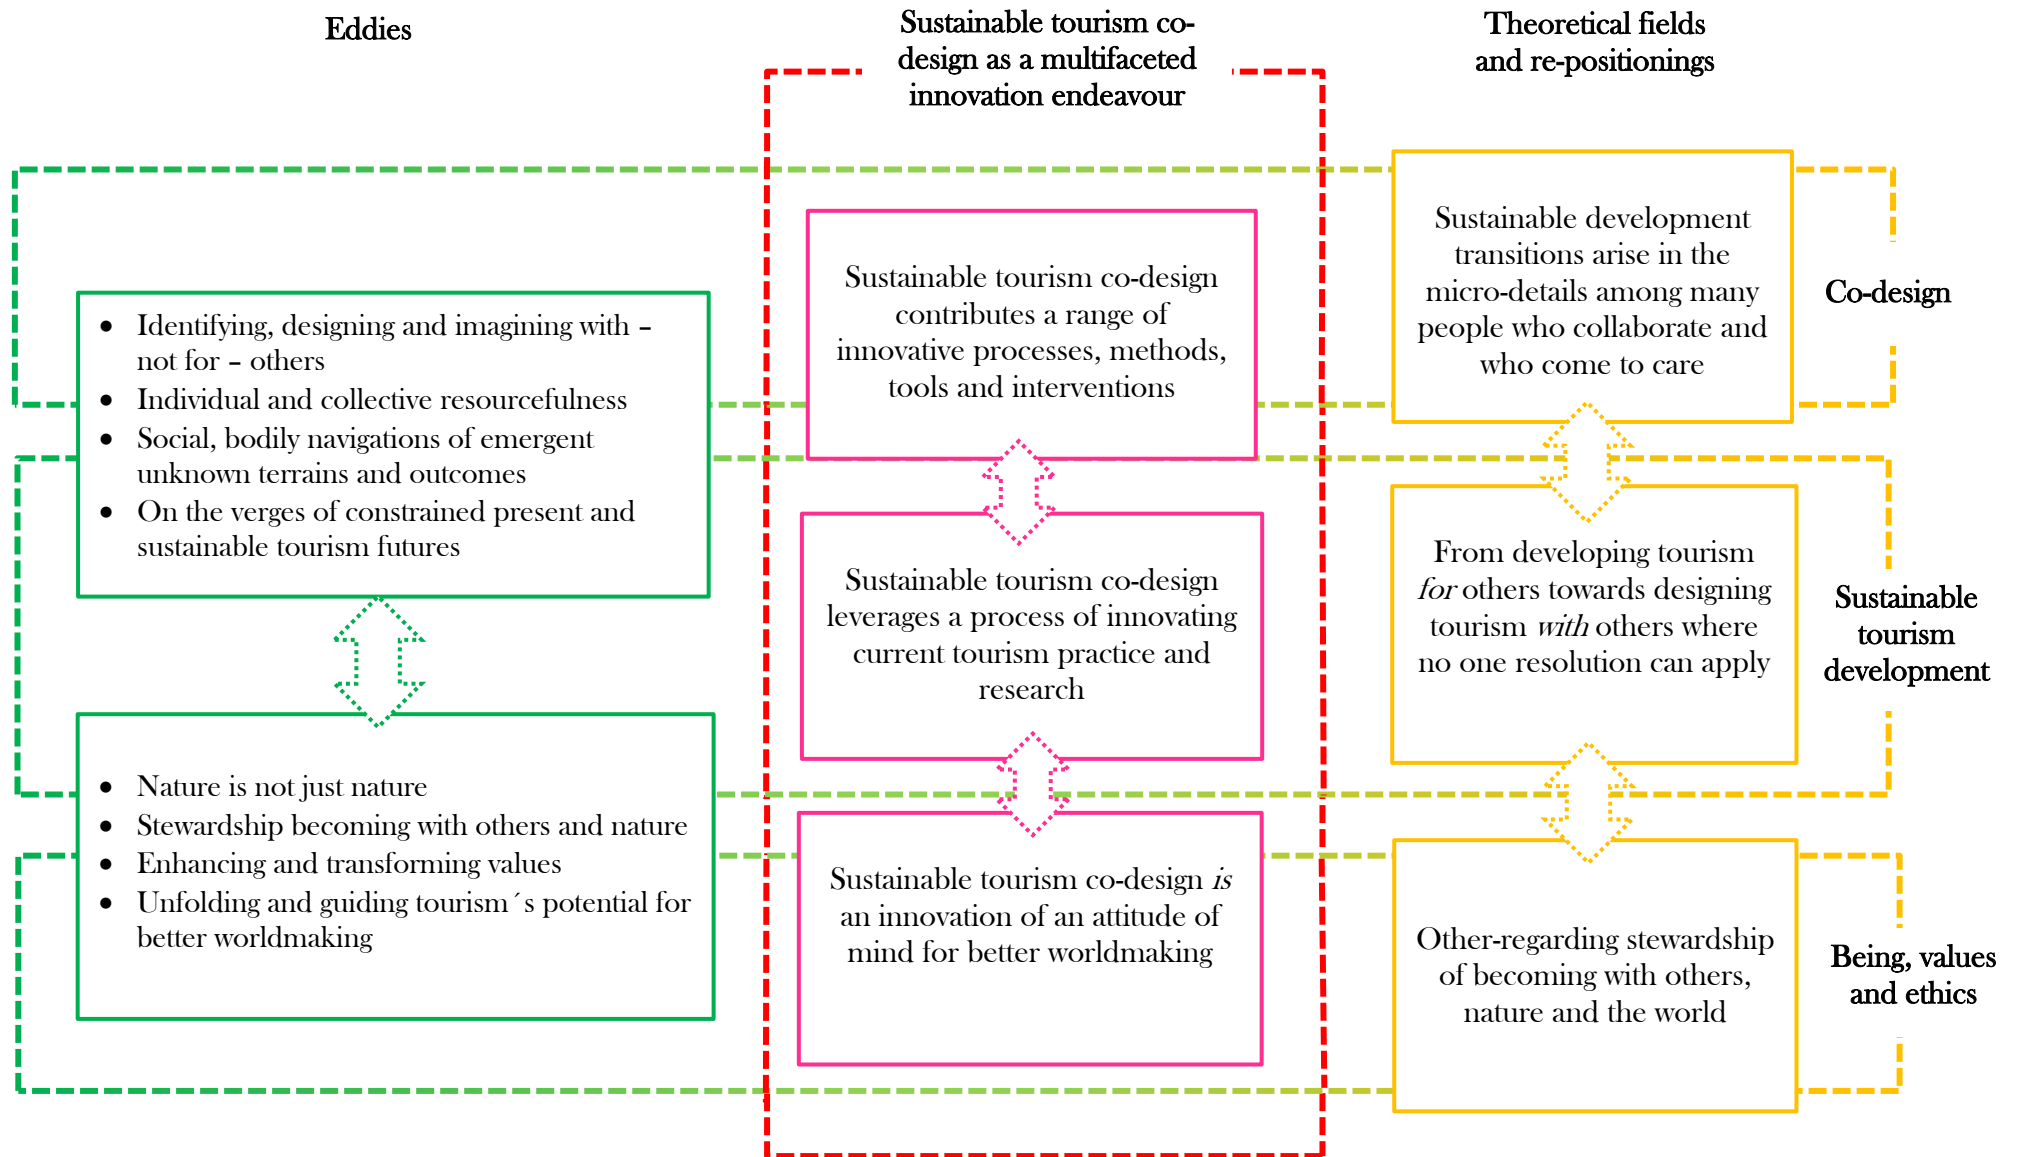 Eddies
Sustainable tourism co-
design as a multifaceted
innovation endeavour
Theoretical fields
and re-positionings
• Identifying, designing and imagining with –
not for – others
• Individual and collective resourcefulness
• Social, bodily navigations of emergent
unknown terrains and outcomes
• On the verges of constrained present and
sustainable tourism futures
• Nature is not just nature
• Stewardship becoming with others and nature
• Enhancing and transforming values
• Unfolding and guiding tourism´s potential for
better worldmaking
Sustainable tourism co-design
contributes a range of
innovative processes, methods,
tools and interventions
Sustainable tourism co-design
leverages a process of innovating
current tourism practice and
research
Sustainable tourism co-design is
an innovation of an attitude of
mind for better worldmaking
Sustainable development
transitions arise in the
micro-details among many
people who collaborate and
who come to care
From developing tourism
for others towards designing
tourism with others where
no one resolution can apply
Other-regarding stewardship
of becoming with others,
nature and the world
Co-design
Sustainable
tourism
development
Being, values
and ethics